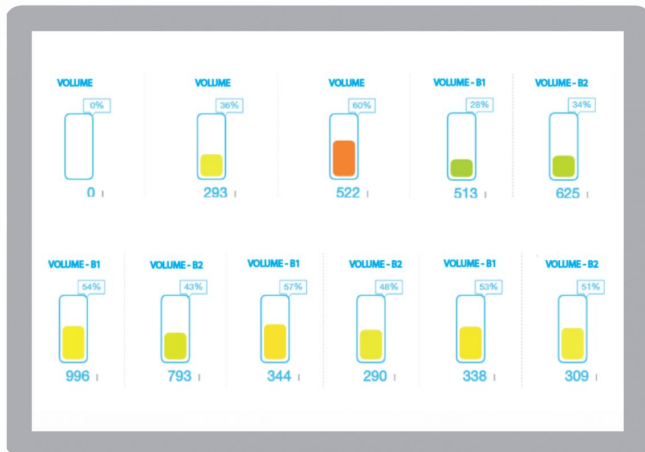 VOLUME VOLUME VOLUME VOLUME - B1 VOLUME - B2
0% 36% 60% 28% 34%
0 l 293 l 522 l 513 l 625 l
VOLUME - B1 VOLUME - B2 VOLUME - B1 VOLUME - B2 VOLUME - B1 VOLUME - B2
54% 43% 57% 48% 53% 51%
996 l 793 l 344 l 290 l 338 l 309 l